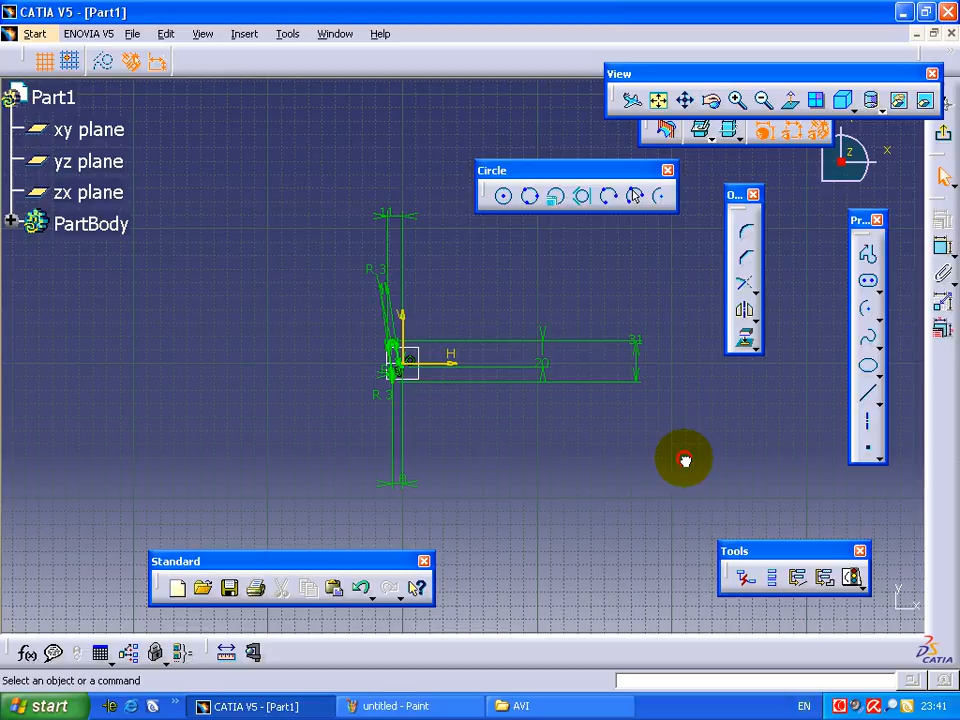 CATIA V5 - [Part1]
Start ENOVIA V5 File Edit View Insert Tools Window Help
View
Part1
xy plane
yz plane
zx plane
PartBody
Circle
O...
Pr...
z
x
11
R 3
V
H
31
20
R 3
Standard
Tools
y
x
f(x)
CATIA
Select an object or a command
start
CATIA V5 - [Part1]
untitled - Paint
AVI
EN
23:41